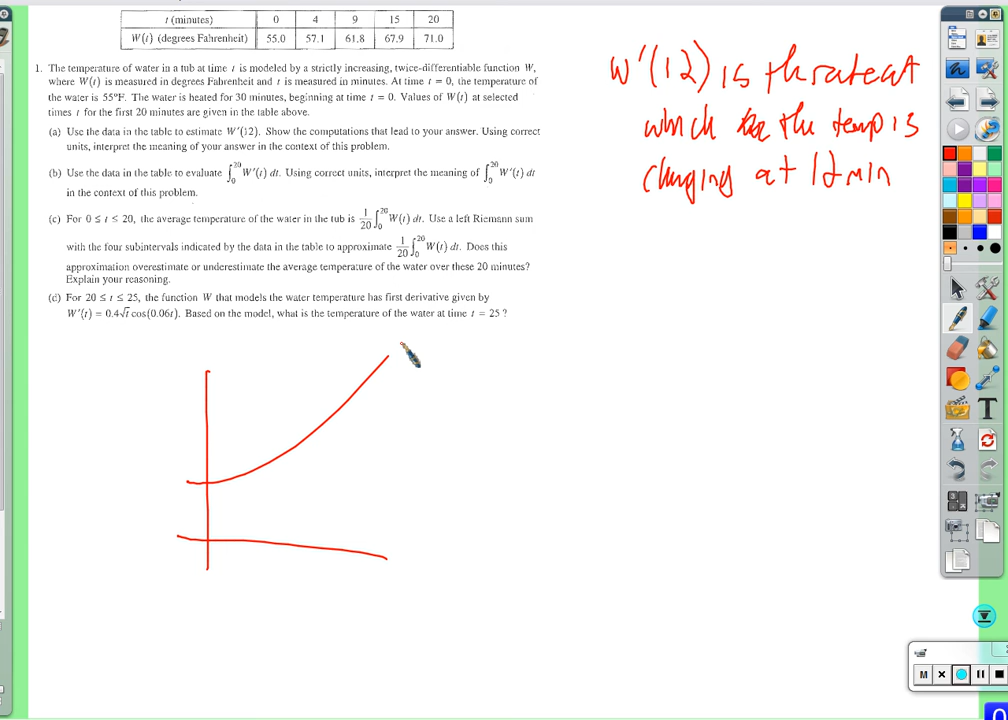 t (minutes) 0 4 9 15 20
W(t) (degrees Fahrenheit) 55.0 57.1 61.8 67.9 71.0
1. The temperature of water in a tub at time t is modeled by a strictly increasing, twice-differentiable function W,
where W(t) is measured in degrees Fahrenheit and t is measured in minutes. At time t = 0, the temperature of
the water is 55°F. The water is heated for 30 minutes, beginning at time t = 0. Values of W(t) at selected
times t for the first 20 minutes are given in the table above.
(a) Use the data in the table to estimate W'(12). Show the computations that lead to your answer. Using correct
units, interpret the meaning of your answer in the context of this problem.
(b) Use the data in the table to evaluate ∫₀²⁰ W'(t) dt. Using correct units, interpret the meaning of ∫₀²⁰ W'(t) dt
in the context of this problem.
(c) For 0 ≤ t ≤ 20, the average temperature of the water in the tub is 1/20 ∫₀²⁰ W(t) dt. Use a left Riemann sum
with the four subintervals indicated by the data in the table to approximate 1/20 ∫₀²⁰ W(t) dt. Does this
approximation overestimate or underestimate the average temperature of the water over these 20 minutes?
Explain your reasoning.
(d) For 20 ≤ t ≤ 25, the function W that models the water temperature has first derivative given by
W'(t) = 0.4√t cos(0.06t). Based on the model, what is the temperature of the water at time t = 25 ?
W'(12) is th rate at
which the temp is
changing at 12 min
T
M